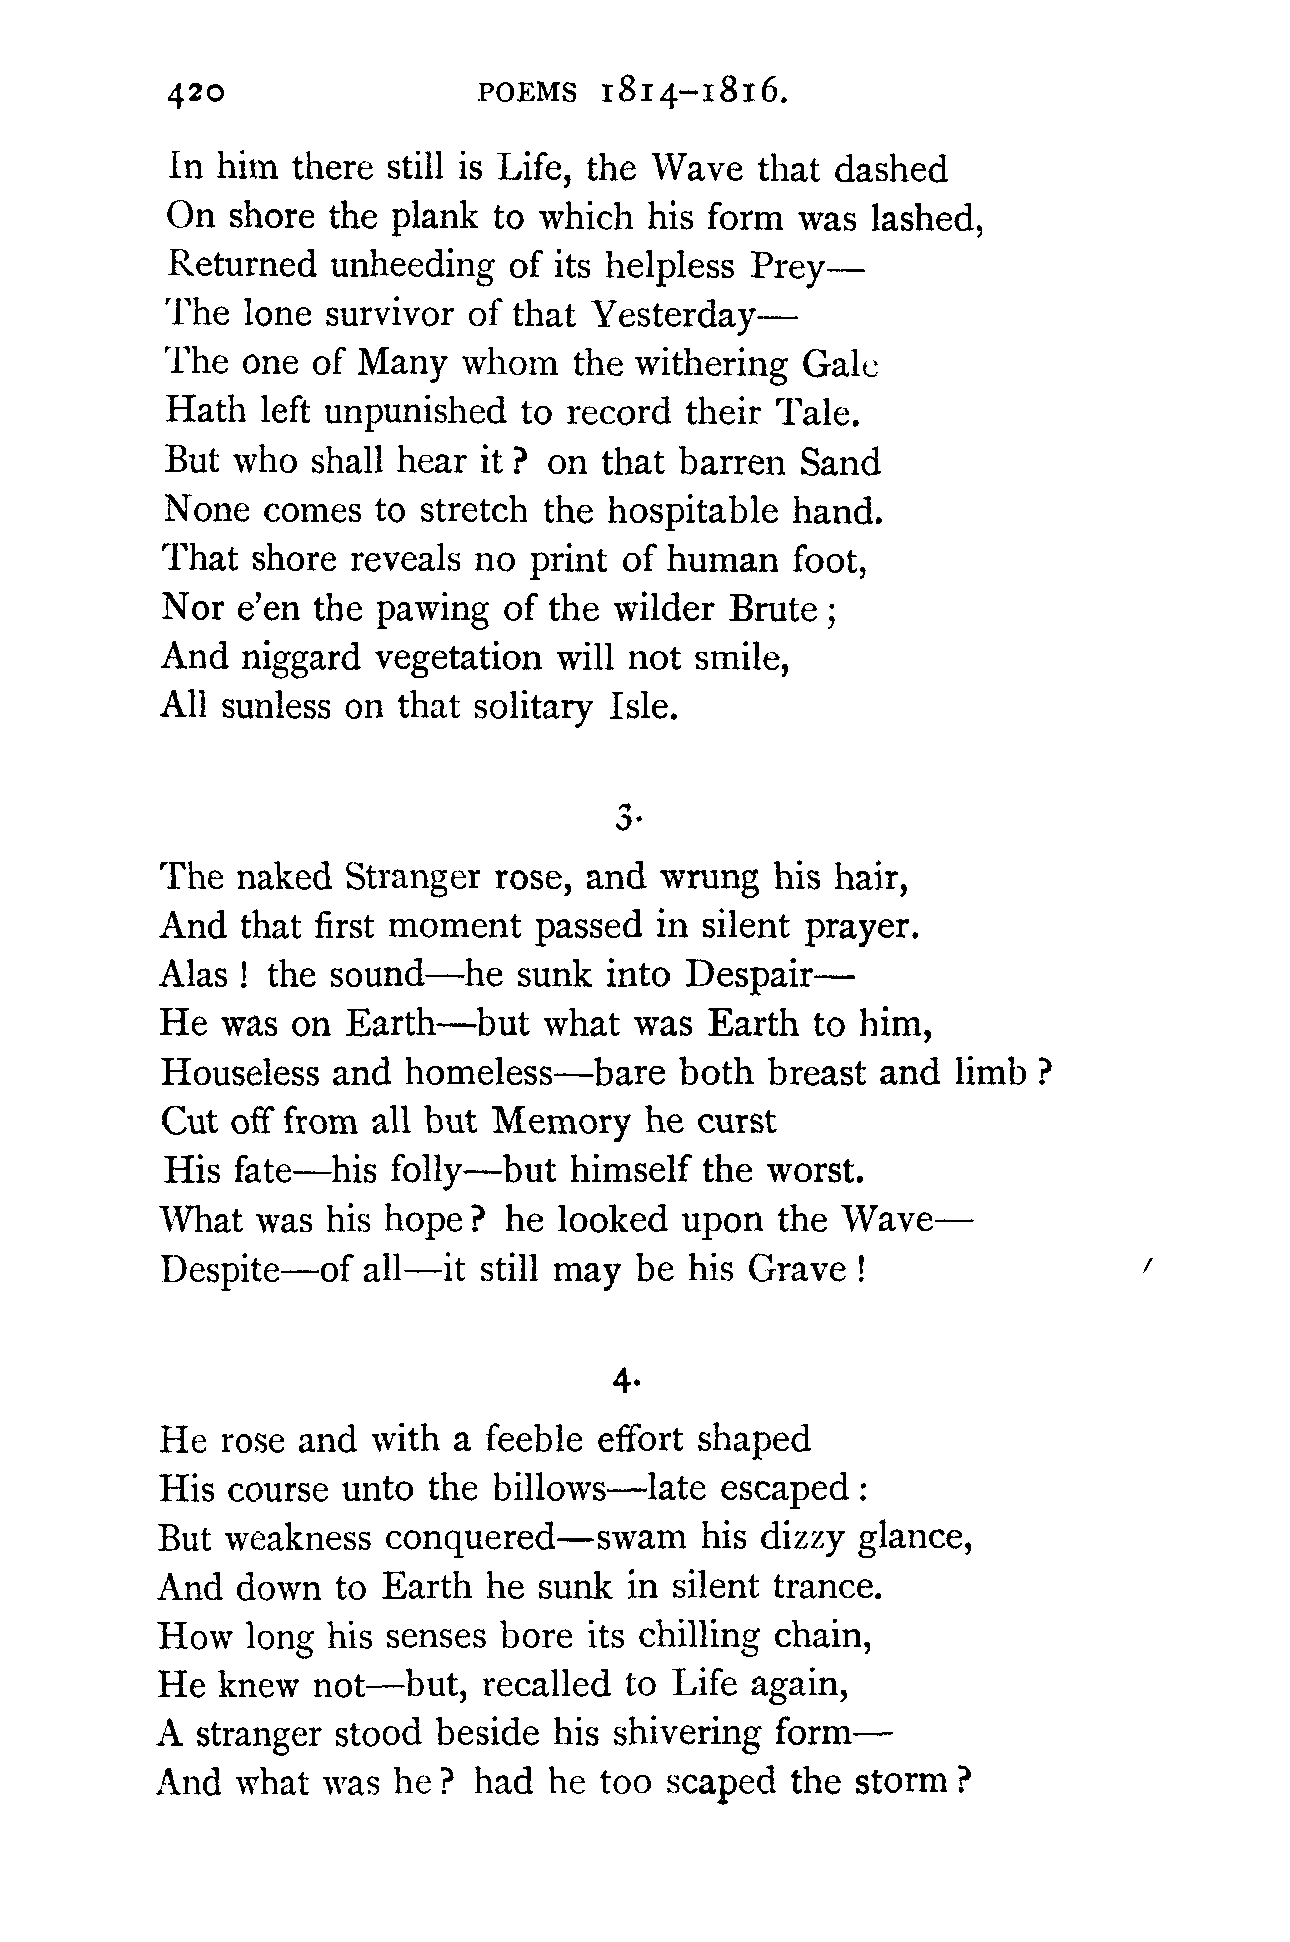 420 POEMS 1814–1816.
In him there still is Life, the Wave that dashed
On shore the plank to which his form was lashed,
Returned unheeding of its helpless Prey—
The lone survivor of that Yesterday—
The one of Many whom the withering Gale
Hath left unpunished to record their Tale.
But who shall hear it? on that barren Sand
None comes to stretch the hospitable hand.
That shore reveals no print of human foot,
Nor e'en the pawing of the wilder Brute;
And niggard vegetation will not smile,
All sunless on that solitary Isle.
3.
The naked Stranger rose, and wrung his hair,
And that first moment passed in silent prayer.
Alas! the sound—he sunk into Despair—
He was on Earth—but what was Earth to him,
Houseless and homeless—bare both breast and limb?
Cut off from all but Memory he curst
His fate—his folly—but himself the worst.
What was his hope? he looked upon the Wave—
Despite—of all—it still may be his Grave!
4.
He rose and with a feeble effort shaped
His course unto the billows—late escaped:
But weakness conquered—swam his dizzy glance,
And down to Earth he sunk in silent trance.
How long his senses bore its chilling chain,
He knew not—but, recalled to Life again,
A stranger stood beside his shivering form—
And what was he? had he too scaped the storm?